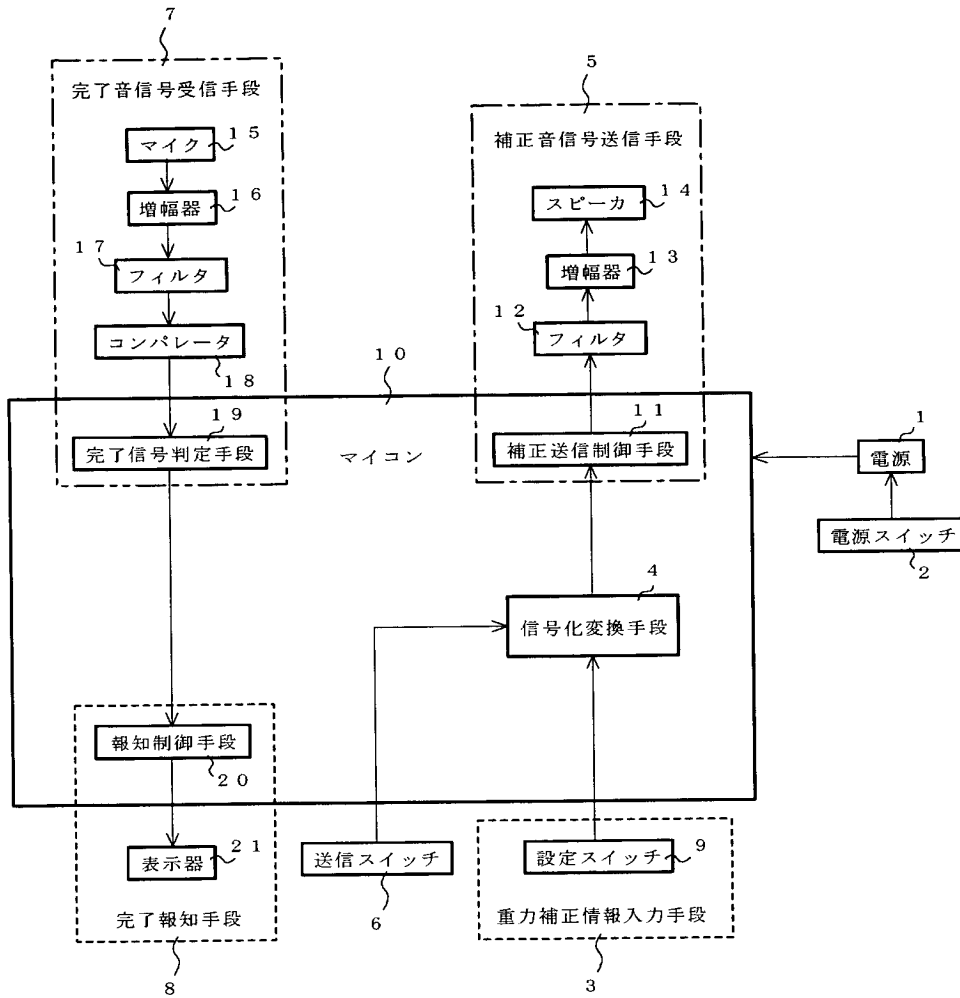 7
完了音信号受信手段
マイク
15
増幅器
16
17
フィルタ
コンパレータ
18
19
完了信号判定手段
5
補正音信号送信手段
スピーカ
14
増幅器
13
12
フィルタ
11
補正送信制御手段
10
マイコン
1
電源
電源スイッチ
2
4
信号化変換手段
報知制御手段
20
表示器
21
完了報知手段
8
送信スイッチ
6
設定スイッチ
9
重力補正情報入力手段
3